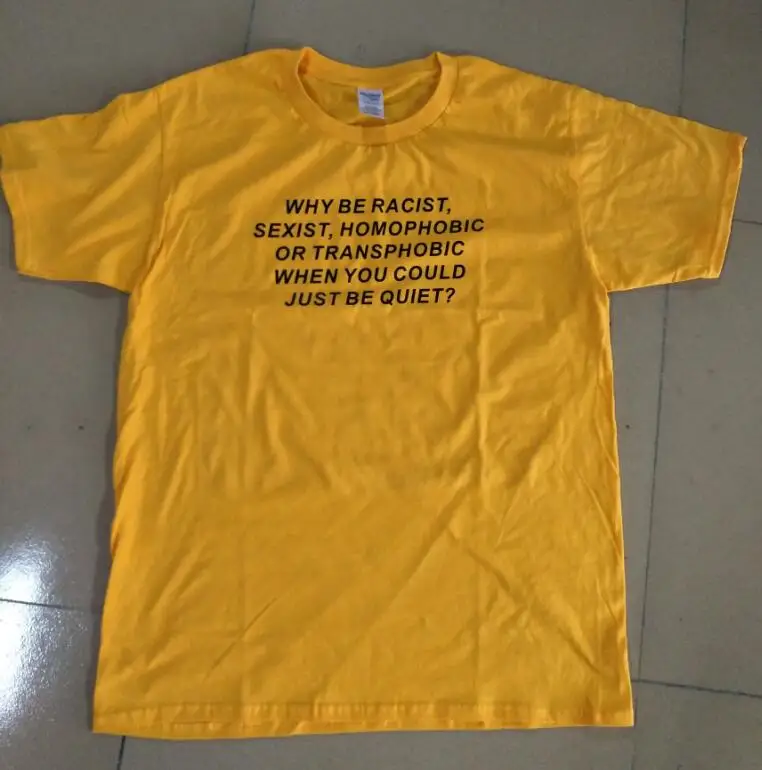 WHY BE RACIST,
SEXIST, HOMOPHOBIC
OR TRANSPHOBIC
WHEN YOU COULD
JUST BE QUIET?